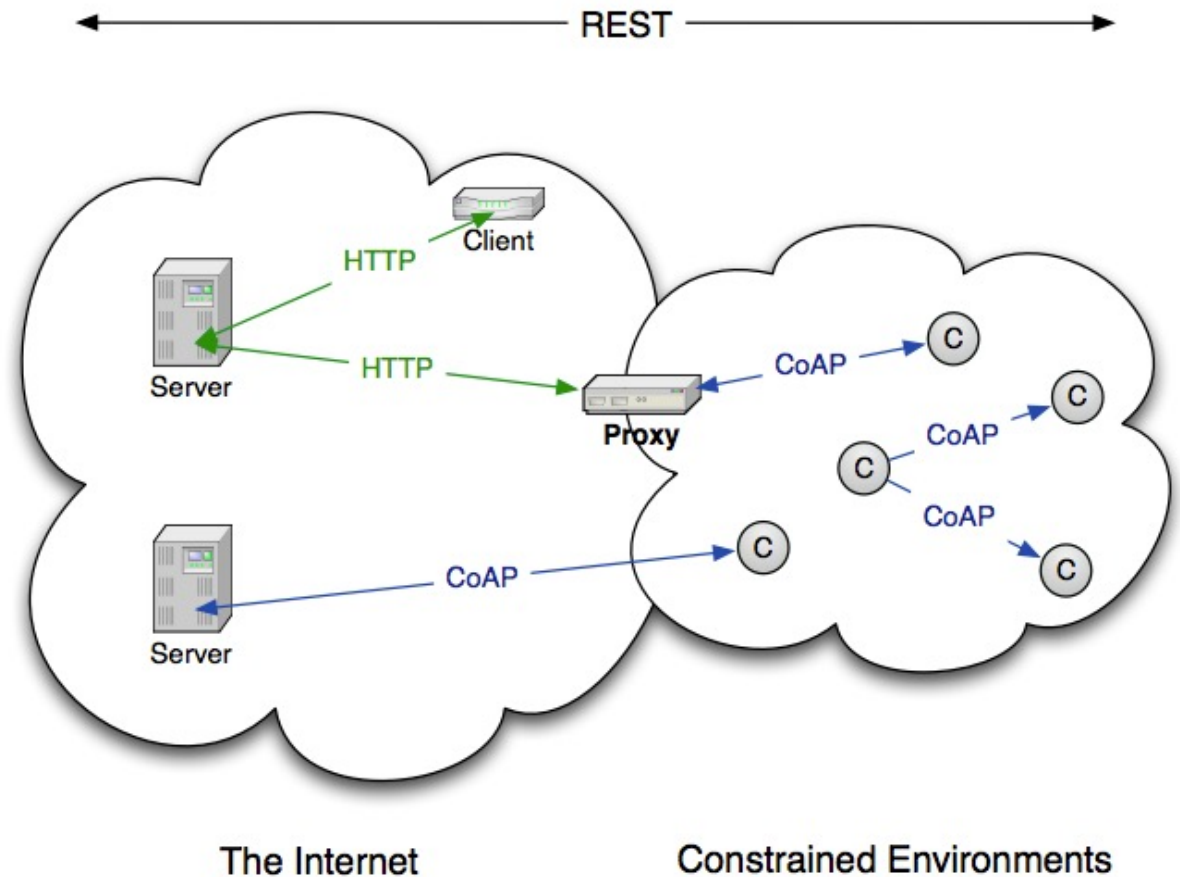 REST
Client
HTTP
Server
HTTP
Proxy
CoAP
C
C
CoAP
C
CoAP
C
C
CoAP
Server
The Internet
Constrained Environments